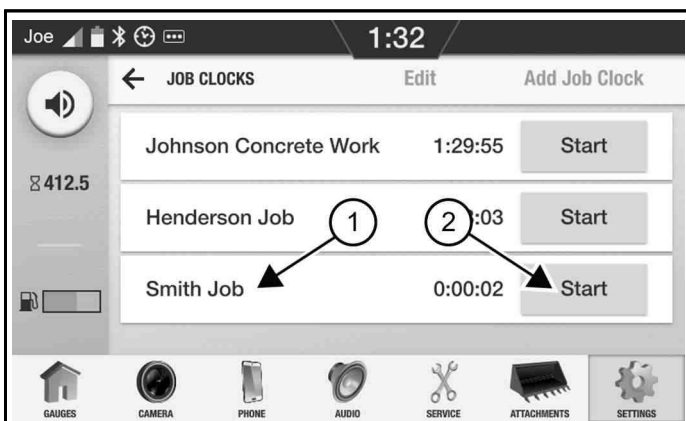 Joe 1:32
JOB CLOCKS Edit Add Job Clock
412.5
Johnson Concrete Work 1:29:55 Start
Henderson Job 1 2 :03 Start
Smith Job 0:00:02 Start
GAUGES CAMERA PHONE AUDIO SERVICE ATTACHMENTS SETTINGS